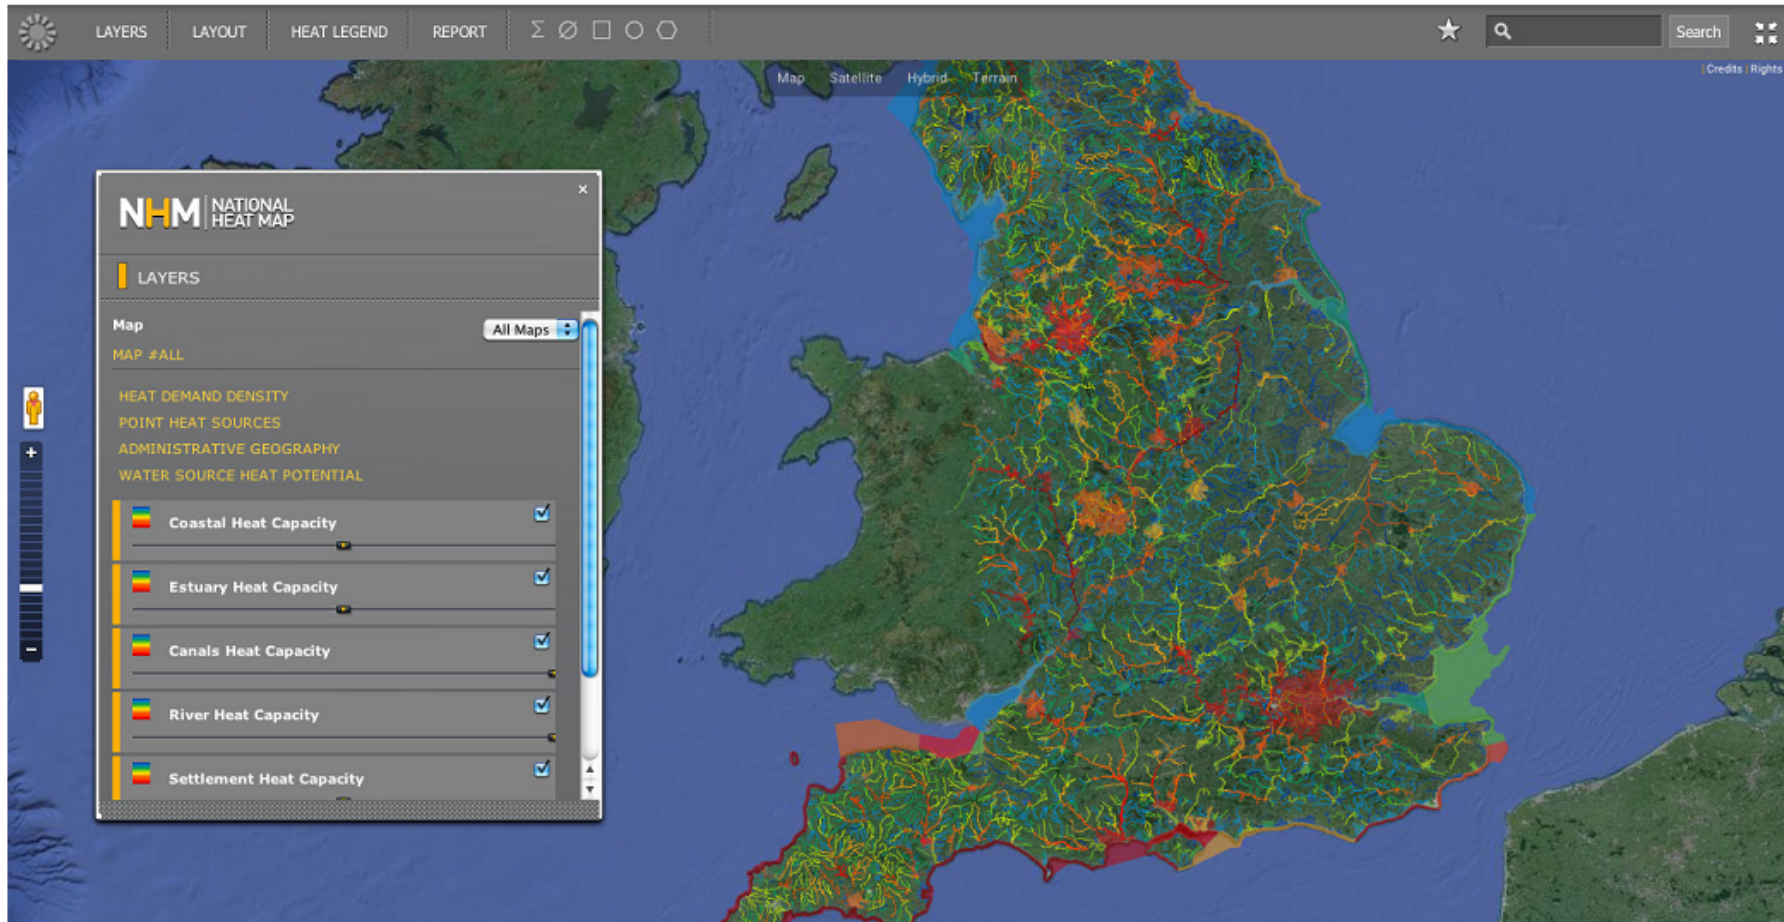 LAYERS LAYOUT HEAT LEGEND REPORT Σ Search
Map Satellite Hybrid Terrain
| Credits | Rights
×
NHM NATIONAL HEAT MAP
LAYERS
Map All Maps
MAP #ALL
HEAT DEMAND DENSITY
POINT HEAT SOURCES
ADMINISTRATIVE GEOGRAPHY
WATER SOURCE HEAT POTENTIAL
Coastal Heat Capacity
Estuary Heat Capacity
Canals Heat Capacity
River Heat Capacity
Settlement Heat Capacity
+
-